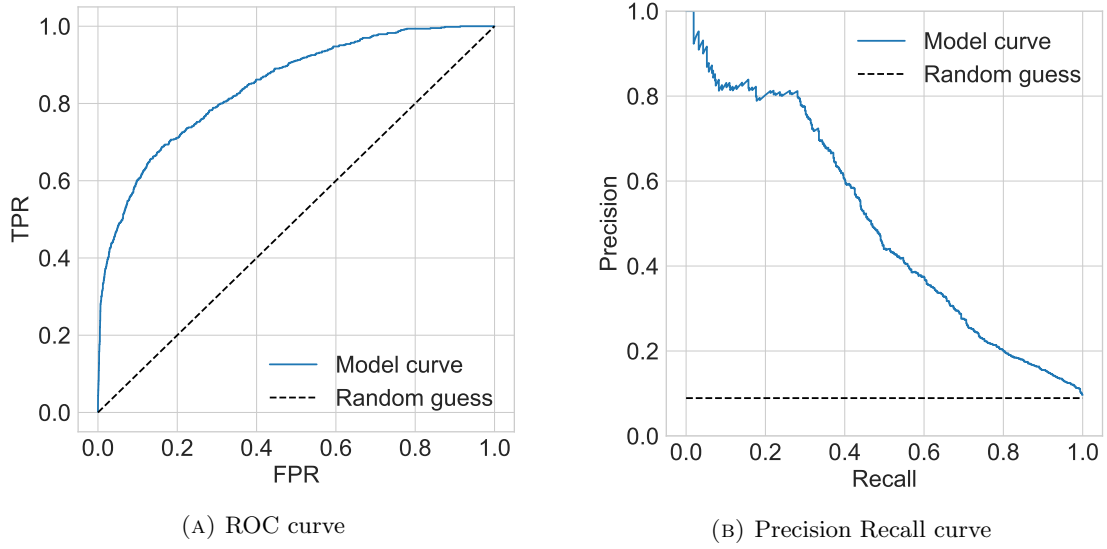 1.0
0.8
0.6
0.4
0.2
0.0
TPR
0.0 0.2 0.4 0.6 0.8 1.0
FPR
Model curve
Random guess
(A) ROC curve
1.0
0.8
0.6
0.4
0.2
0.0
Precision
0.0 0.2 0.4 0.6 0.8 1.0
Recall
Model curve
Random guess
(B) Precision Recall curve